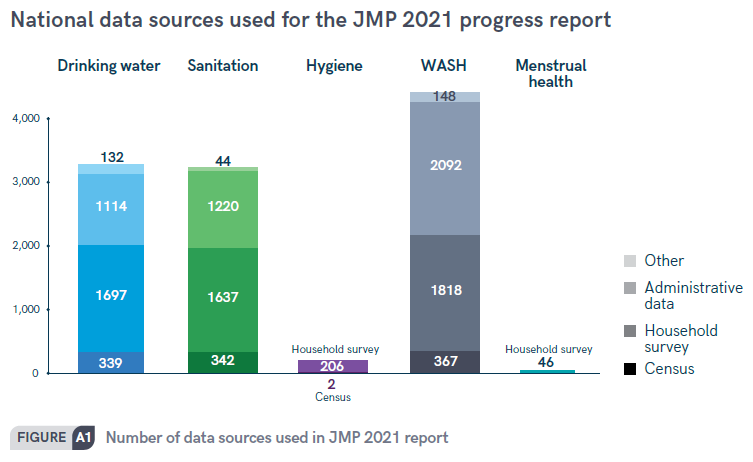 National data sources used for the JMP 2021 progress report
Drinking water
Sanitation
Hygiene
WASH
Menstrual
health
4,000
3,000
2,000
1,000
0
132
1114
1697
339
44
1220
1637
342
Household survey
206
2
Census
148
2092
1818
367
Household survey
46
Other
Administrative
data
Household
survey
Census
FIGURE A1 Number of data sources used in JMP 2021 report